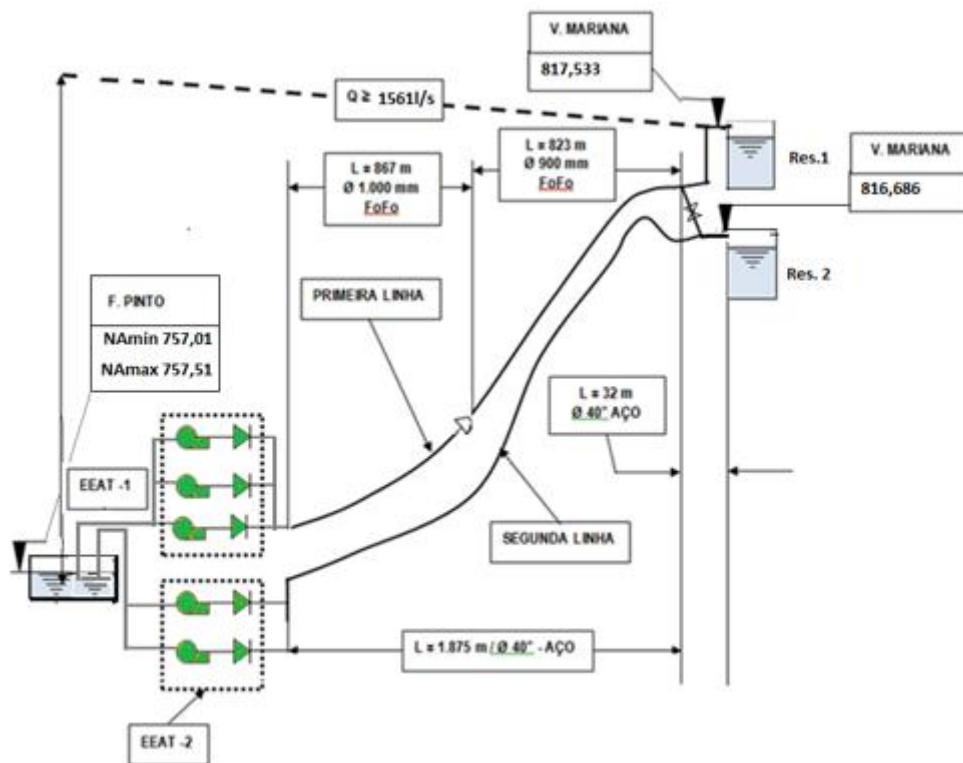 V. MARIANA
817,533
Q ≥ 1561l/s
L = 823 m
Ø 900 mm
FoFo
L = 867 m
Ø 1.000 mm
FoFo
Res.1
V. MARIANA
816,686
Res. 2
PRIMEIRA LINHA
F. PINTO
NAmin 757,01
NAmax 757,51
L = 32 m
Ø 40" AÇO
EEAT -1
SEGUNDA LINHA
L = 1.875 m / Ø 40" - AÇO
EEAT -2